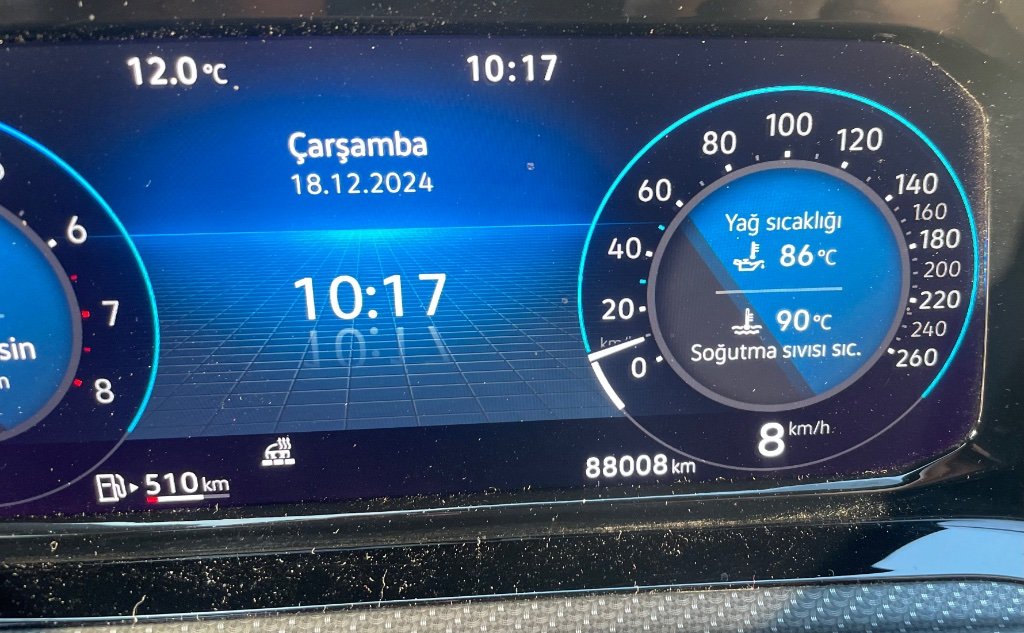 12.0 °C
10:17
Çarşamba
18.12.2024
10:17
6
7
8
sin
510 km
88008 km
0
20
40
60
80
100
120
140
160
180
200
220
240
260
km/h
Yağ sıcaklığı
86 °C
90 °C
Soğutma sıvısı sıc.
8 km/h